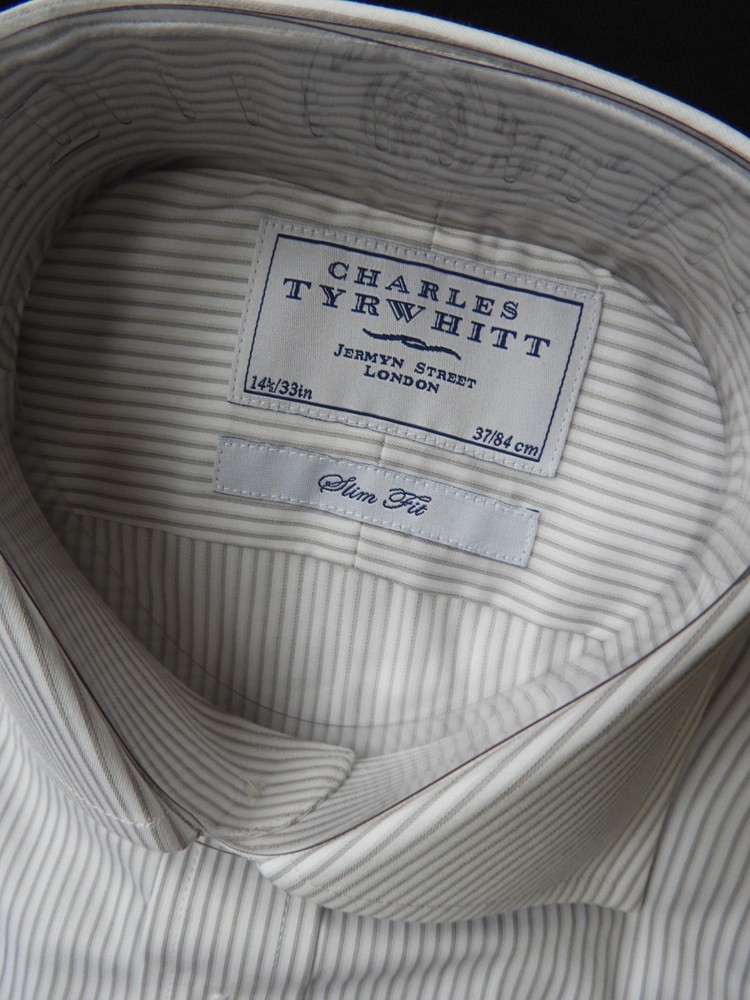 CHARLES
TYRWHITT
JERMYN STREET
LONDON
14½/33in
37/84 cm
Slim Fit